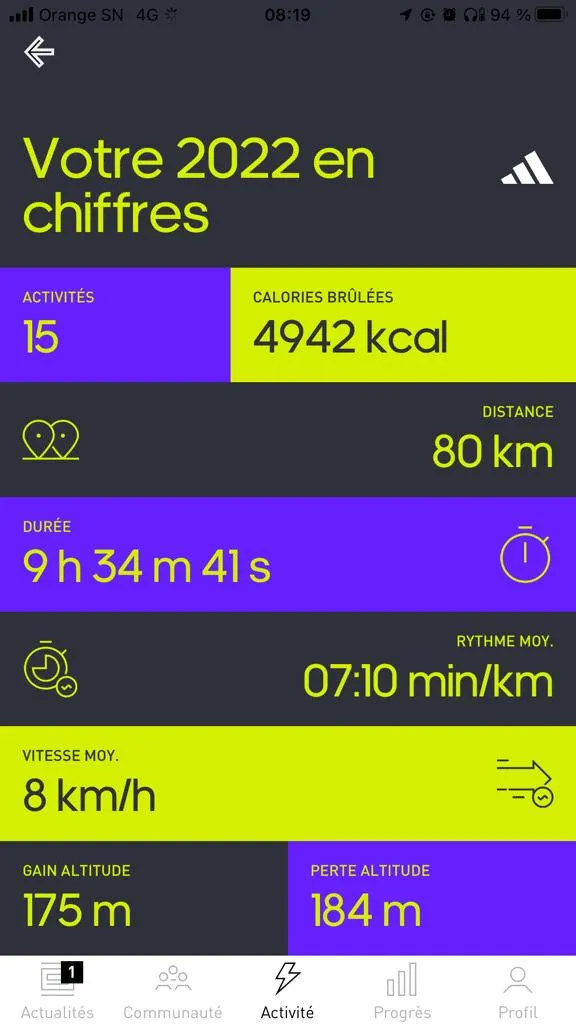 Orange SN 4G 08:19 94 %
Votre 2022 en
chiffres
ACTIVITÉS
15
CALORIES BRÛLÉES
4942 kcal
DISTANCE
80 km
DURÉE
9 h 34 m 41 s
RYTHME MOY.
07:10 min/km
VITESSE MOY.
8 km/h
GAIN ALTITUDE
175 m
PERTE ALTITUDE
184 m
1
Actualités Communauté Activité Progrès Profil